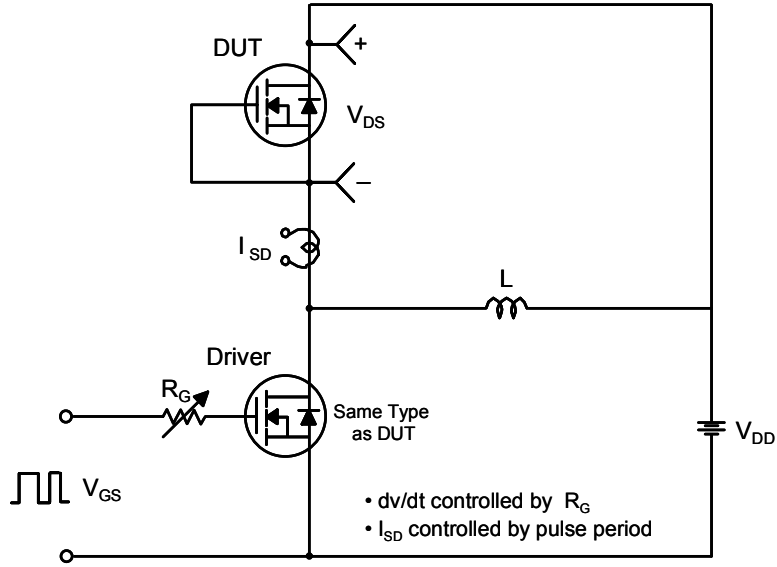 DUT
+
V_DS
–
I_SD
L
Driver
R_G
Same Type
as DUT
V_DD
V_GS
• dv/dt controlled by R_G
• I_SD controlled by pulse period